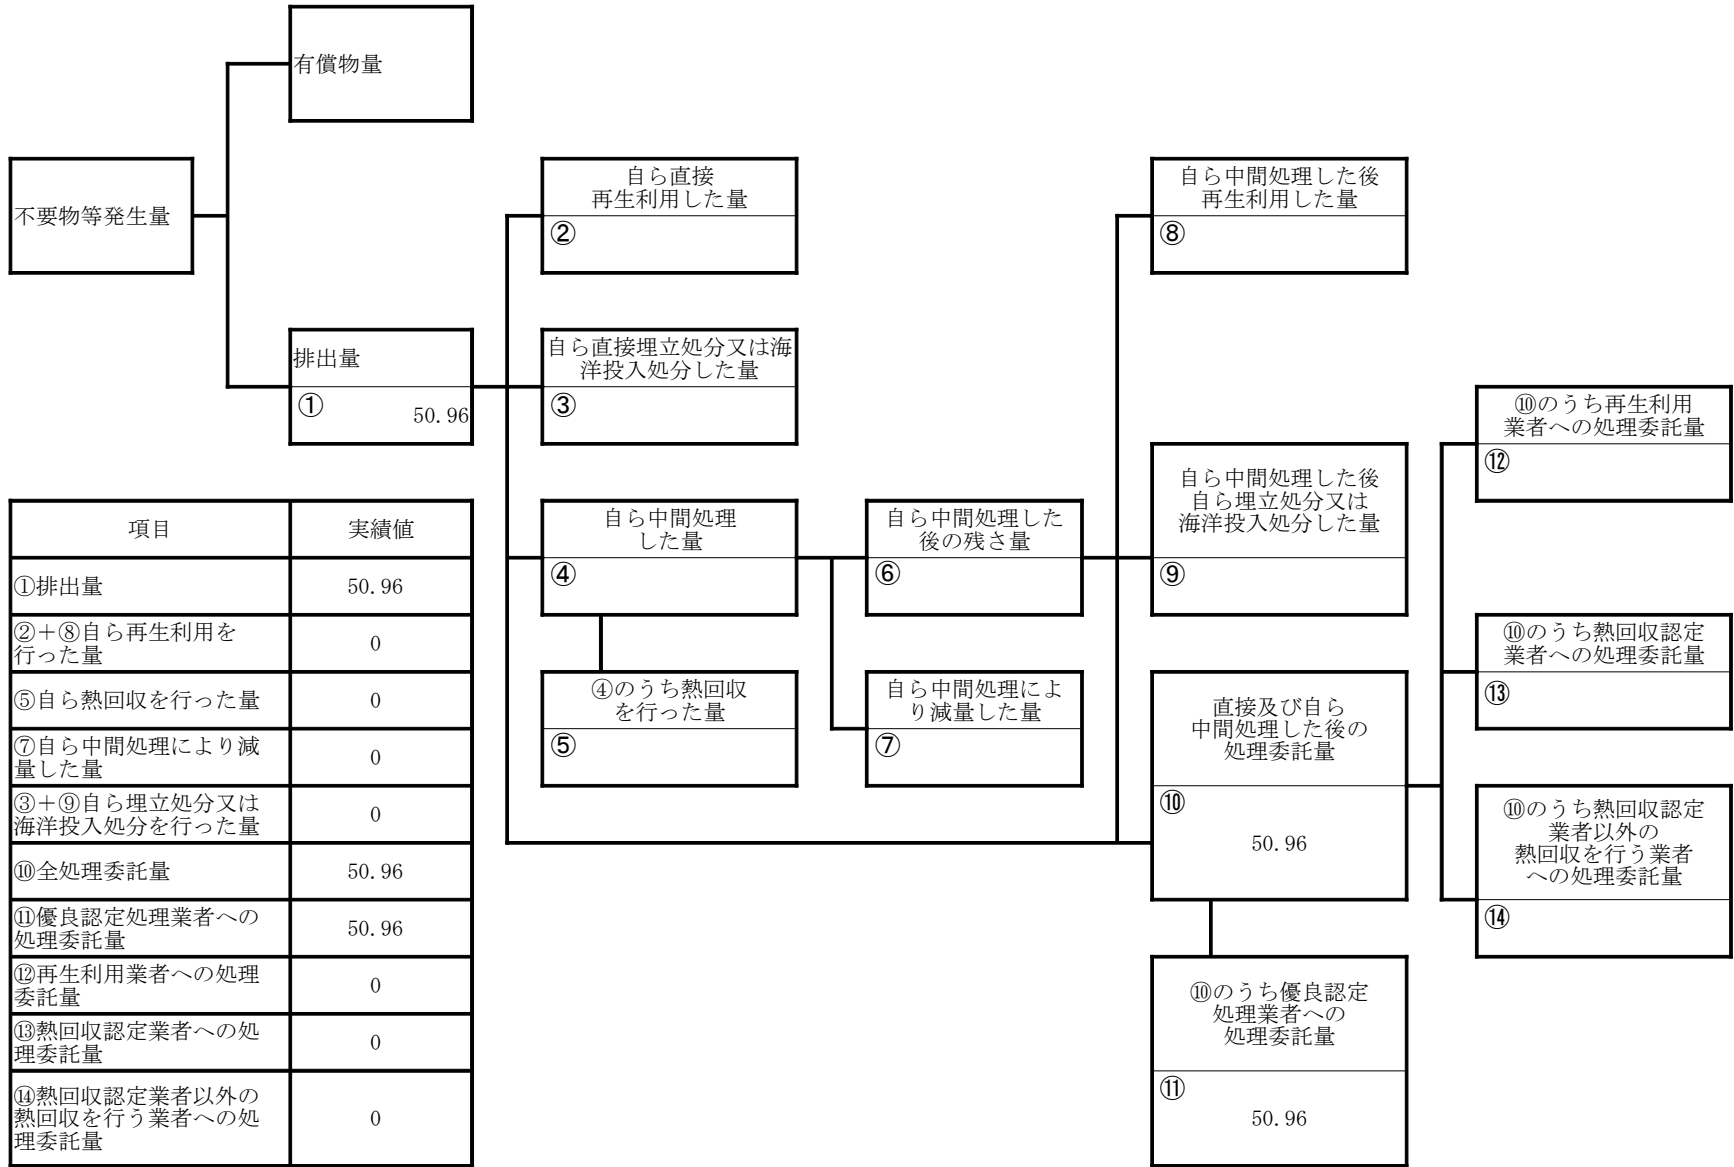 有償物量
不要物等発生量
自ら直接
再生利用した量
②
自ら中間処理した後
再生利用した量
⑧
排出量
①
50.96
自ら直接埋立処分又は海
洋投入処分した量
③
⑩のうち再生利用
業者への処理委託量
⑫
自ら中間処理
した量
④
自ら中間処理した
後の残さ量
⑥
自ら中間処理した後
自ら埋立処分又は
海洋投入処分した量
⑨
⑩のうち熱回収認定
業者への処理委託量
⑬
④のうち熱回収
を行った量
⑤
自ら中間処理によ
り減量した量
⑦
直接及び自ら
中間処理した後の
処理委託量
⑩
50.96
⑩のうち熱回収認定
業者以外の
熱回収を行う業者
への処理委託量
⑭
⑩のうち優良認定
処理業者への
処理委託量
⑪
50.96
項目 実績値
①排出量 50.96
②+⑧自ら再生利用を
行った量 0
⑤自ら熱回収を行った量 0
⑦自ら中間処理により減
量した量 0
③+⑨自ら埋立処分又は
海洋投入処分を行った量 0
⑩全処理委託量 50.96
⑪優良認定処理業者への
処理委託量 50.96
⑫再生利用業者への処理
委託量 0
⑬熱回収認定業者への処
理委託量 0
⑭熱回収認定業者以外の
熱回収を行う業者への処
理委託量 0